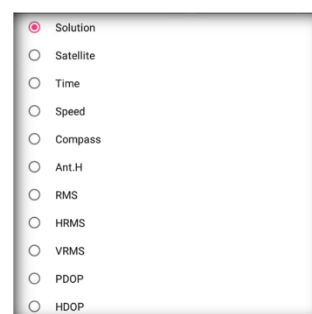 Solution
Satellite
Time
Speed
Compass
Ant.H
RMS
HRMS
VRMS
PDOP
HDOP